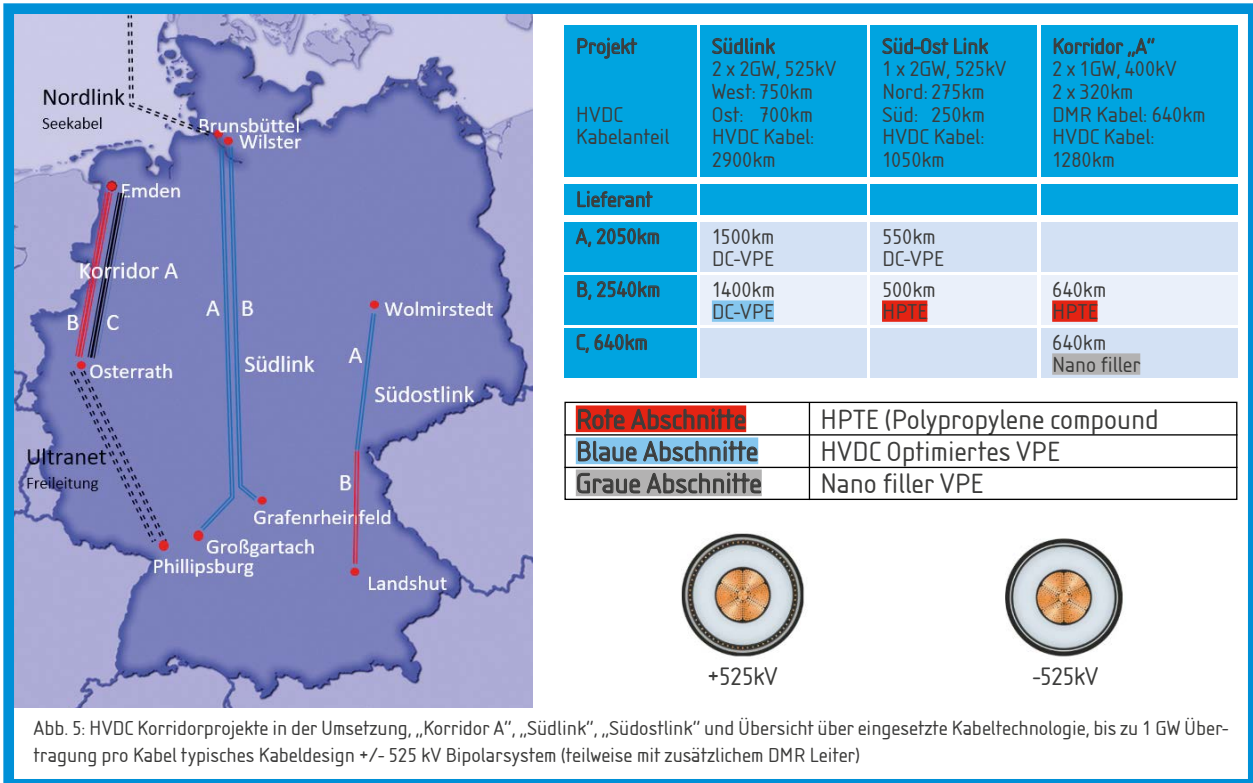 Nordlink
Seekabel
Brunsbüttel
Wilster
Emden
Korridor A
B
C
A
B
Wolmirstedt
A
Osterrath
Südlink
Südostlink
Ultranet
Freileitung
B
Grafenrheinfeld
Großgartach
Phillipsburg
Landshut
Projekt
HVDC
Kabelanteil
Südlink
2 x 2GW, 525kV
West: 750km
Ost: 700km
HVDC Kabel:
2900km
Süd-Ost Link
1 x 2GW, 525kV
Nord: 275km
Süd: 250km
HVDC Kabel:
1050km
Korridor „A“
2 x 1GW, 400kV
2 x 320km
DMR Kabel: 640km
HVDC Kabel:
1280km
Lieferant
A, 2050km
1500km
DC-VPE
550km
DC-VPE
B, 2540km
1400km
DC-VPE
500km
HPTE
640km
HPTE
C, 640km
640km
Nano filler
Rote Abschnitte
HPTE (Polypropylene compound
Blaue Abschnitte
HVDC Optimiertes VPE
Graue Abschnitte
Nano filler VPE
+525kV
-525kV
Abb. 5: HVDC Korridorprojekte in der Umsetzung, „Korridor A“, „Südlink“, „Südostlink“ und Übersicht über eingesetzte Kabeltechnologie, bis zu 1 GW Über-
tragung pro Kabel typisches Kabeldesign +/- 525 kV Bipolarsystem (teilweise mit zusätzlichem DMR Leiter)